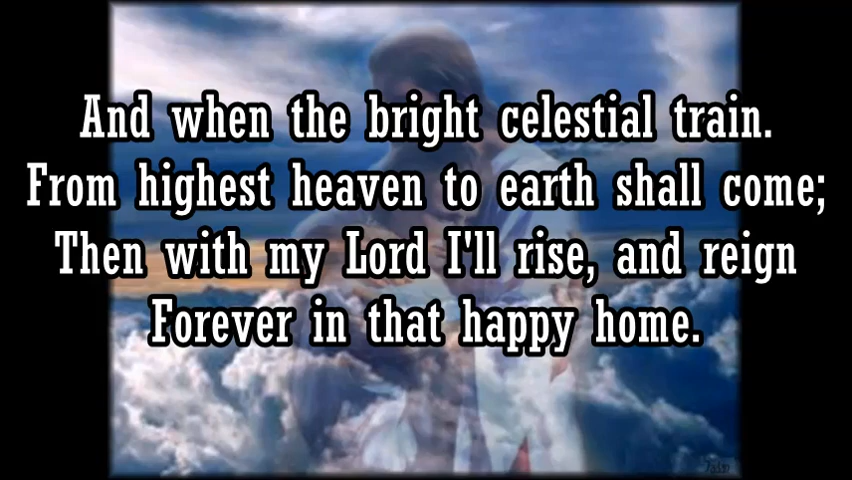 And when the bright celestial train.
From highest heaven to earth shall come;
Then with my Lord I'll rise, and reign
Forever in that happy home.